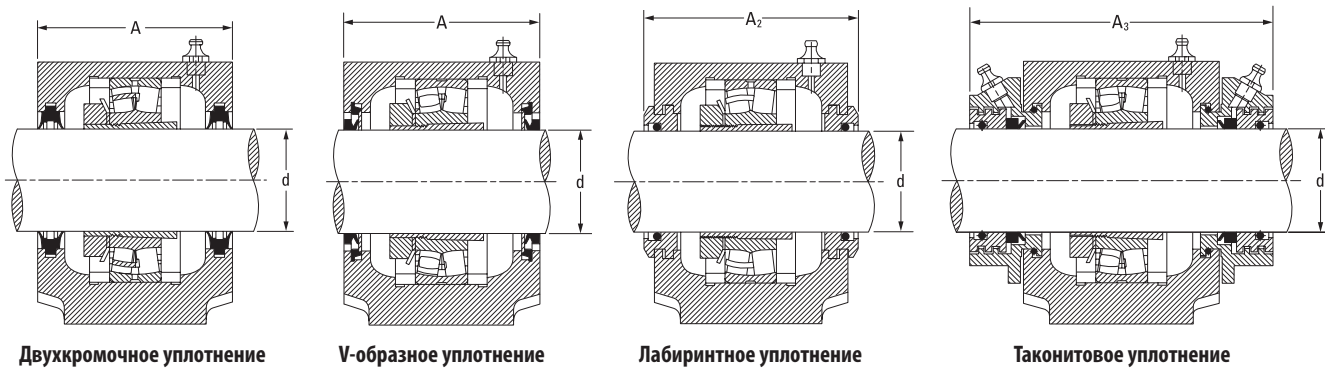 A A A₂ A₃
d d d d
Двухкромочное уплотнение V-образное уплотнение Лабиринтное уплотнение Таконитовое уплотнение